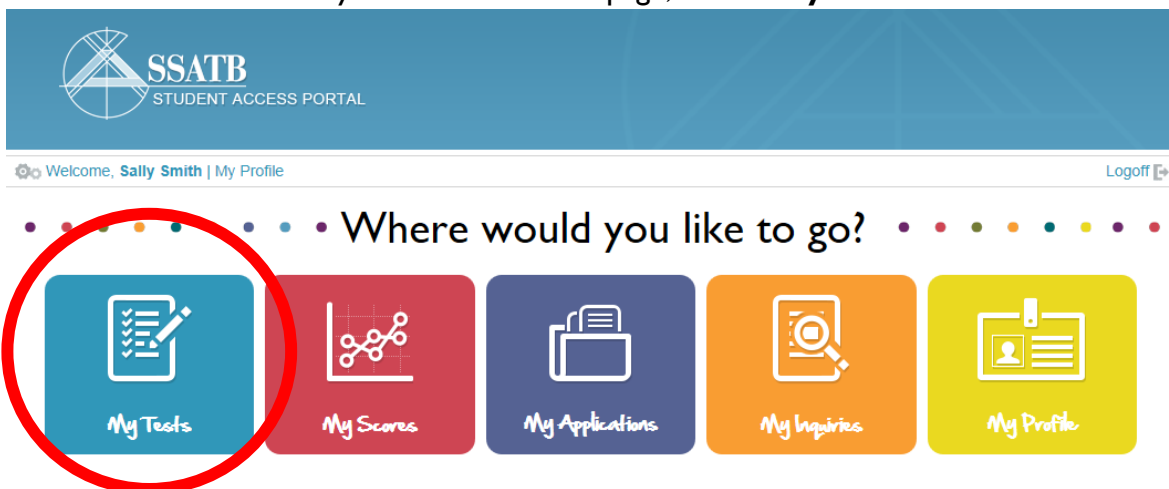 page,
SSATB
STUDENT ACCESS PORTAL
Welcome, Sally Smith | My Profile
Logoff
Where would you like to go?
My Tests
My Scores
My Applications
My Inquiries
My Profile